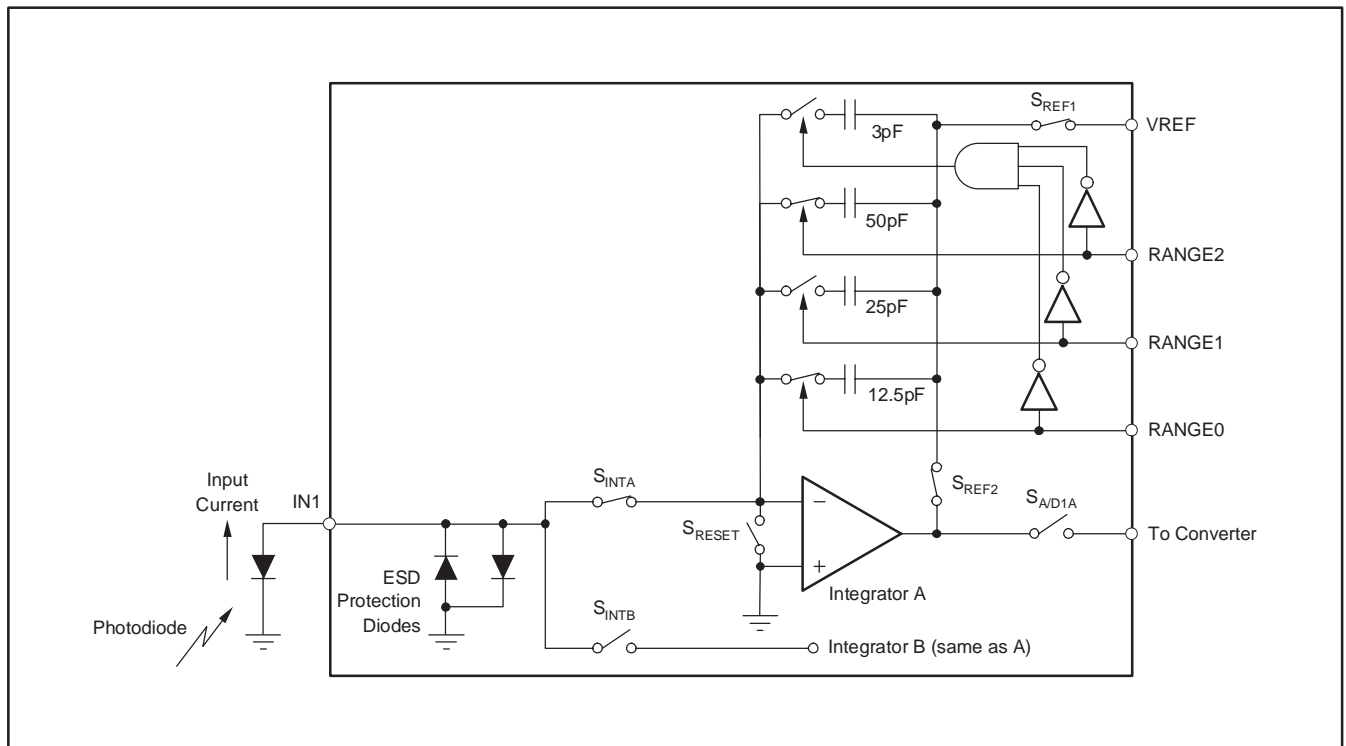 S_REF1
VREF
3pF
50pF
RANGE2
25pF
RANGE1
12.5pF
RANGE0
Input
Current
IN1
S_INTA
S_REF2
S_A/D1A
−
S_RESET
To Converter
+
ESD
Protection
Diodes
Integrator A
Photodiode
S_INTB
Integrator B (same as A)